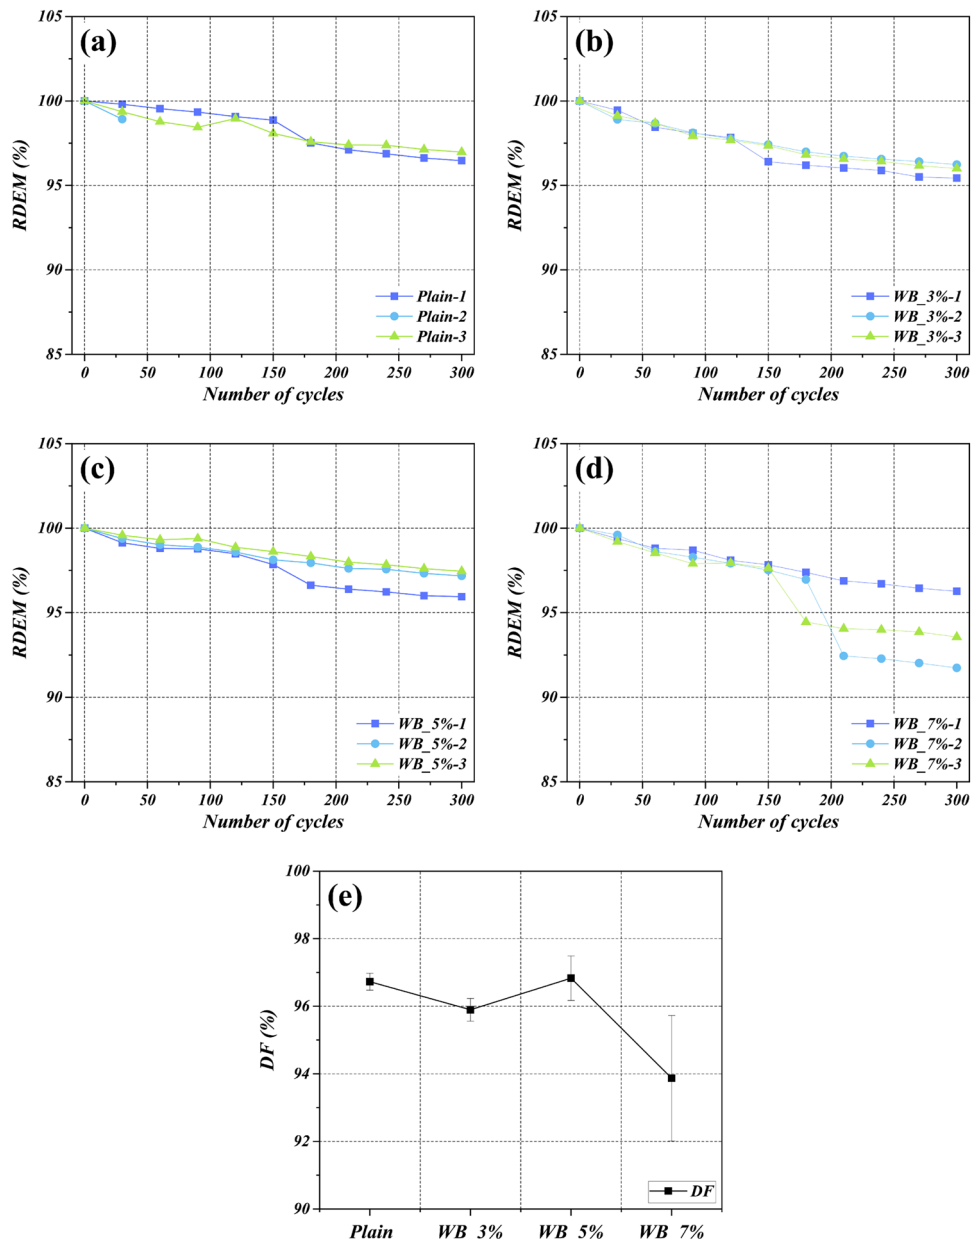 105
100
95
90
85
RDEM (%)
(a)
Plain-1
Plain-2
Plain-3
0 50 100 150 200 250 300
Number of cycles
105
100
95
90
85
RDEM (%)
(b)
WB_3%-1
WB_3%-2
WB_3%-3
0 50 100 150 200 250 300
Number of cycles
105
100
95
90
85
RDEM (%)
(c)
WB_5%-1
WB_5%-2
WB_5%-3
0 50 100 150 200 250 300
Number of cycles
105
100
95
90
85
RDEM (%)
(d)
WB_7%-1
WB_7%-2
WB_7%-3
0 50 100 150 200 250 300
Number of cycles
100
98
96
94
92
90
DF (%)
(e)
DF
Plain WB 3% WB 5% WB 7%